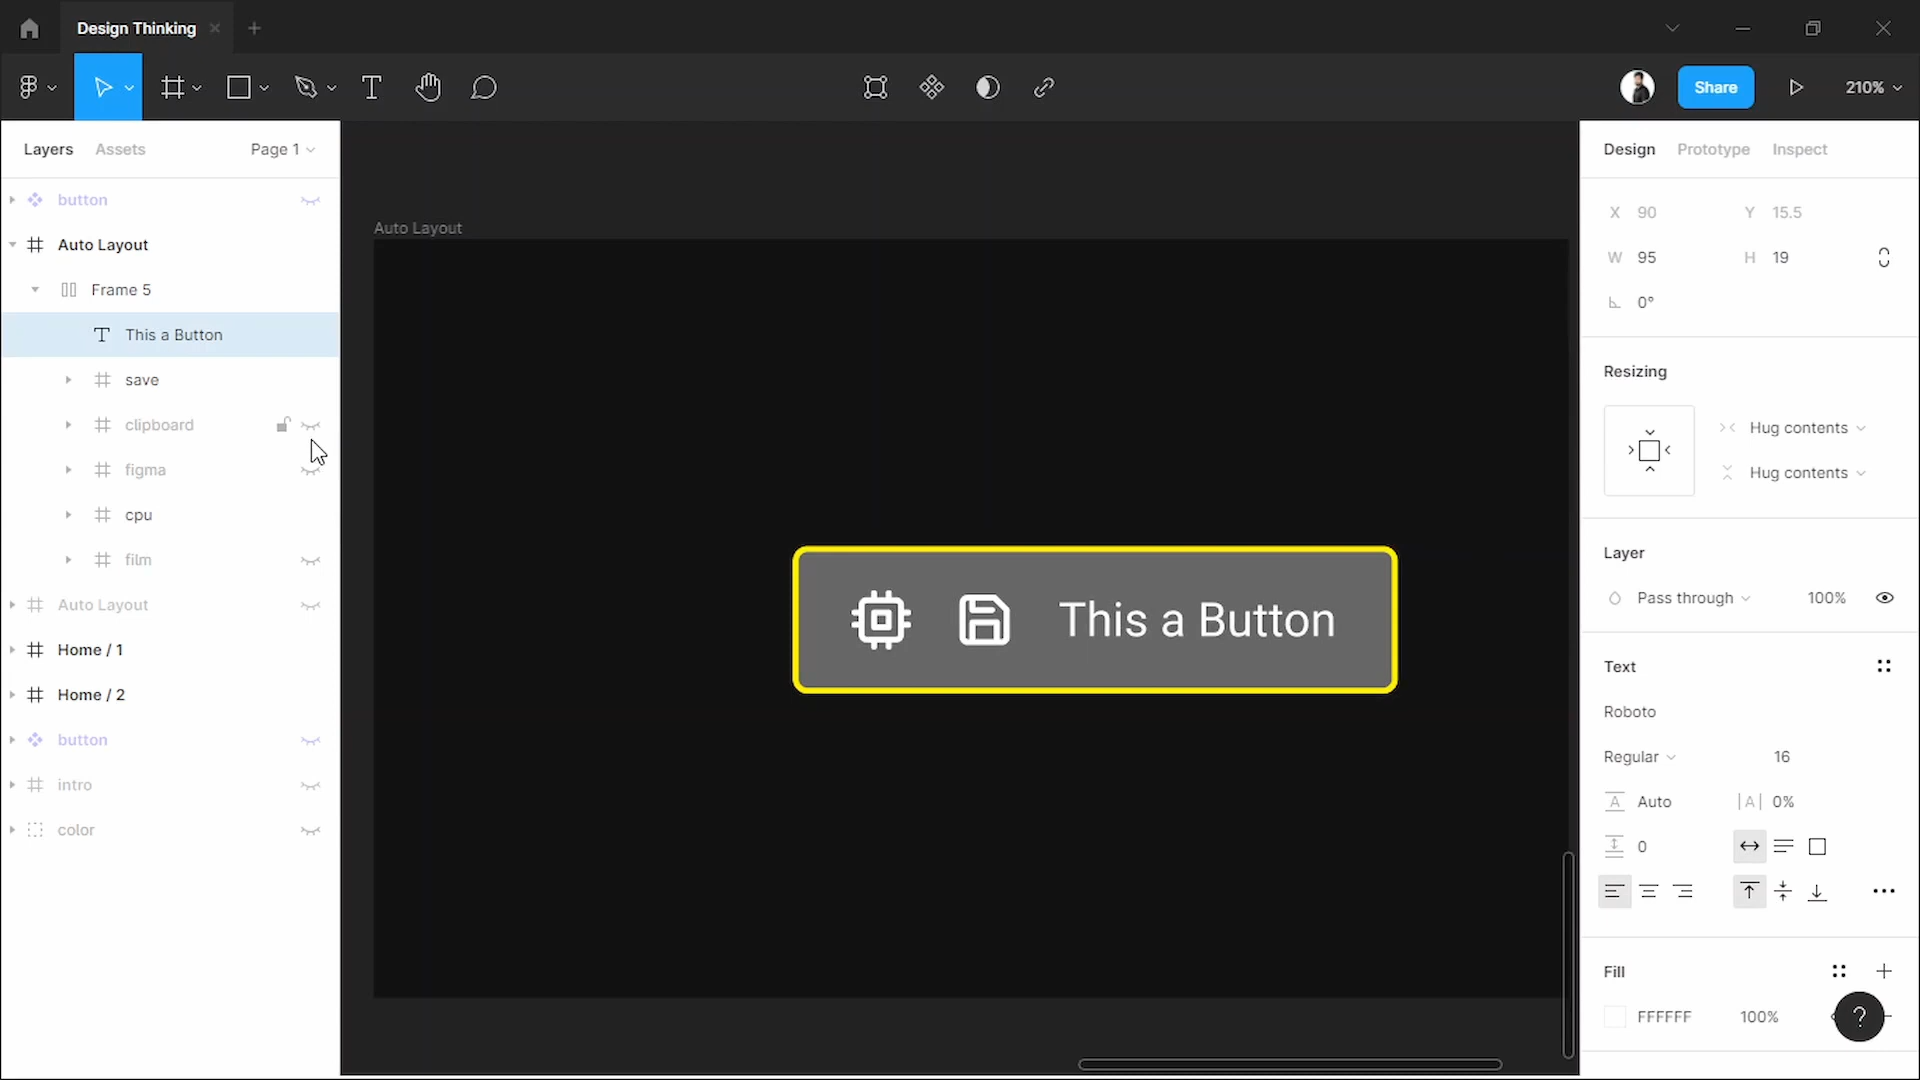 Design Thinking
Share
210%
Layers
Assets
Page 1
button
Auto Layout
Frame 5
This a Button
save
clipboard
figma
cpu
film
Auto Layout
Home / 1
Home / 2
button
intro
color
Auto Layout
This a Button
Design
Prototype
Inspect
X 90
Y 15.5
W 95
H 19
0°
Resizing
Hug contents
Hug contents
Layer
Pass through
100%
Text
Roboto
Regular
16
A Auto
|A| 0%
0
Fill
FFFFFF
100%
?